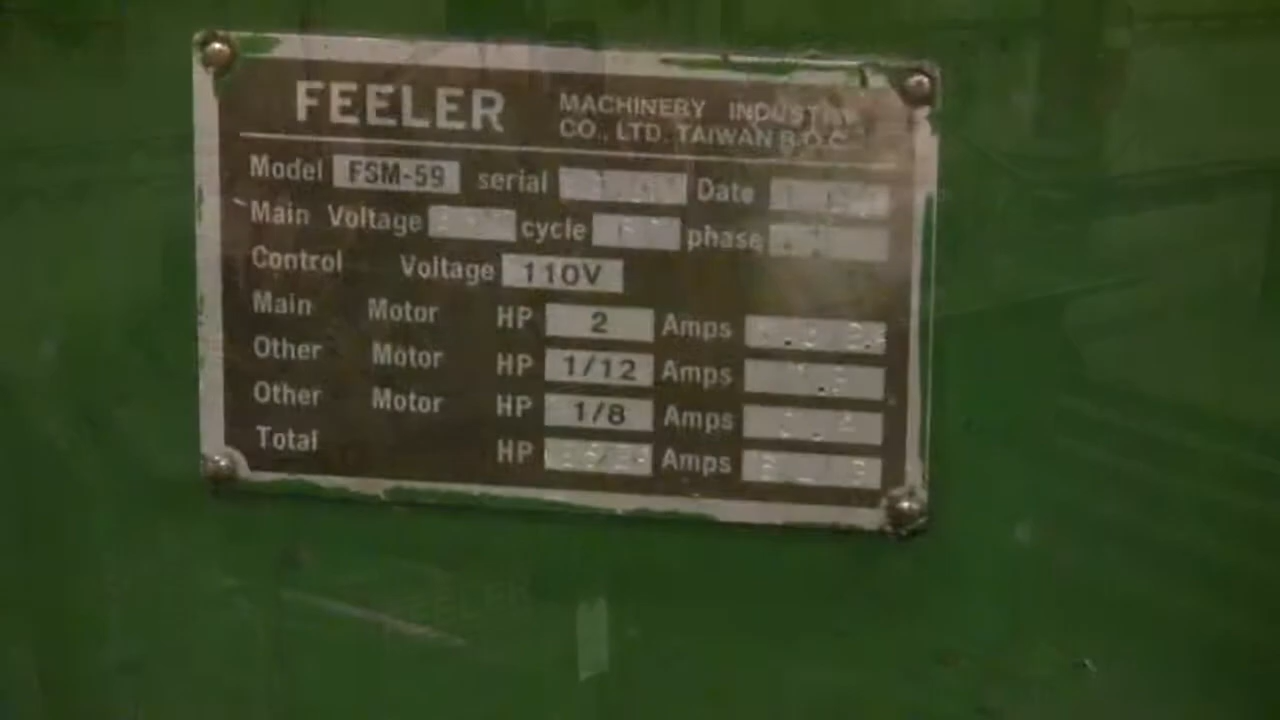 FEELER MACHINERY INDUSTRY
CO., LTD. TAIWAN R.O.C.
Model FSM-59 serial Date
Main Voltage cycle phase
Control Voltage 110V
Main Motor HP 2 Amps
Other Motor HP 1/12 Amps
Other Motor HP 1/8 Amps
Total HP Amps